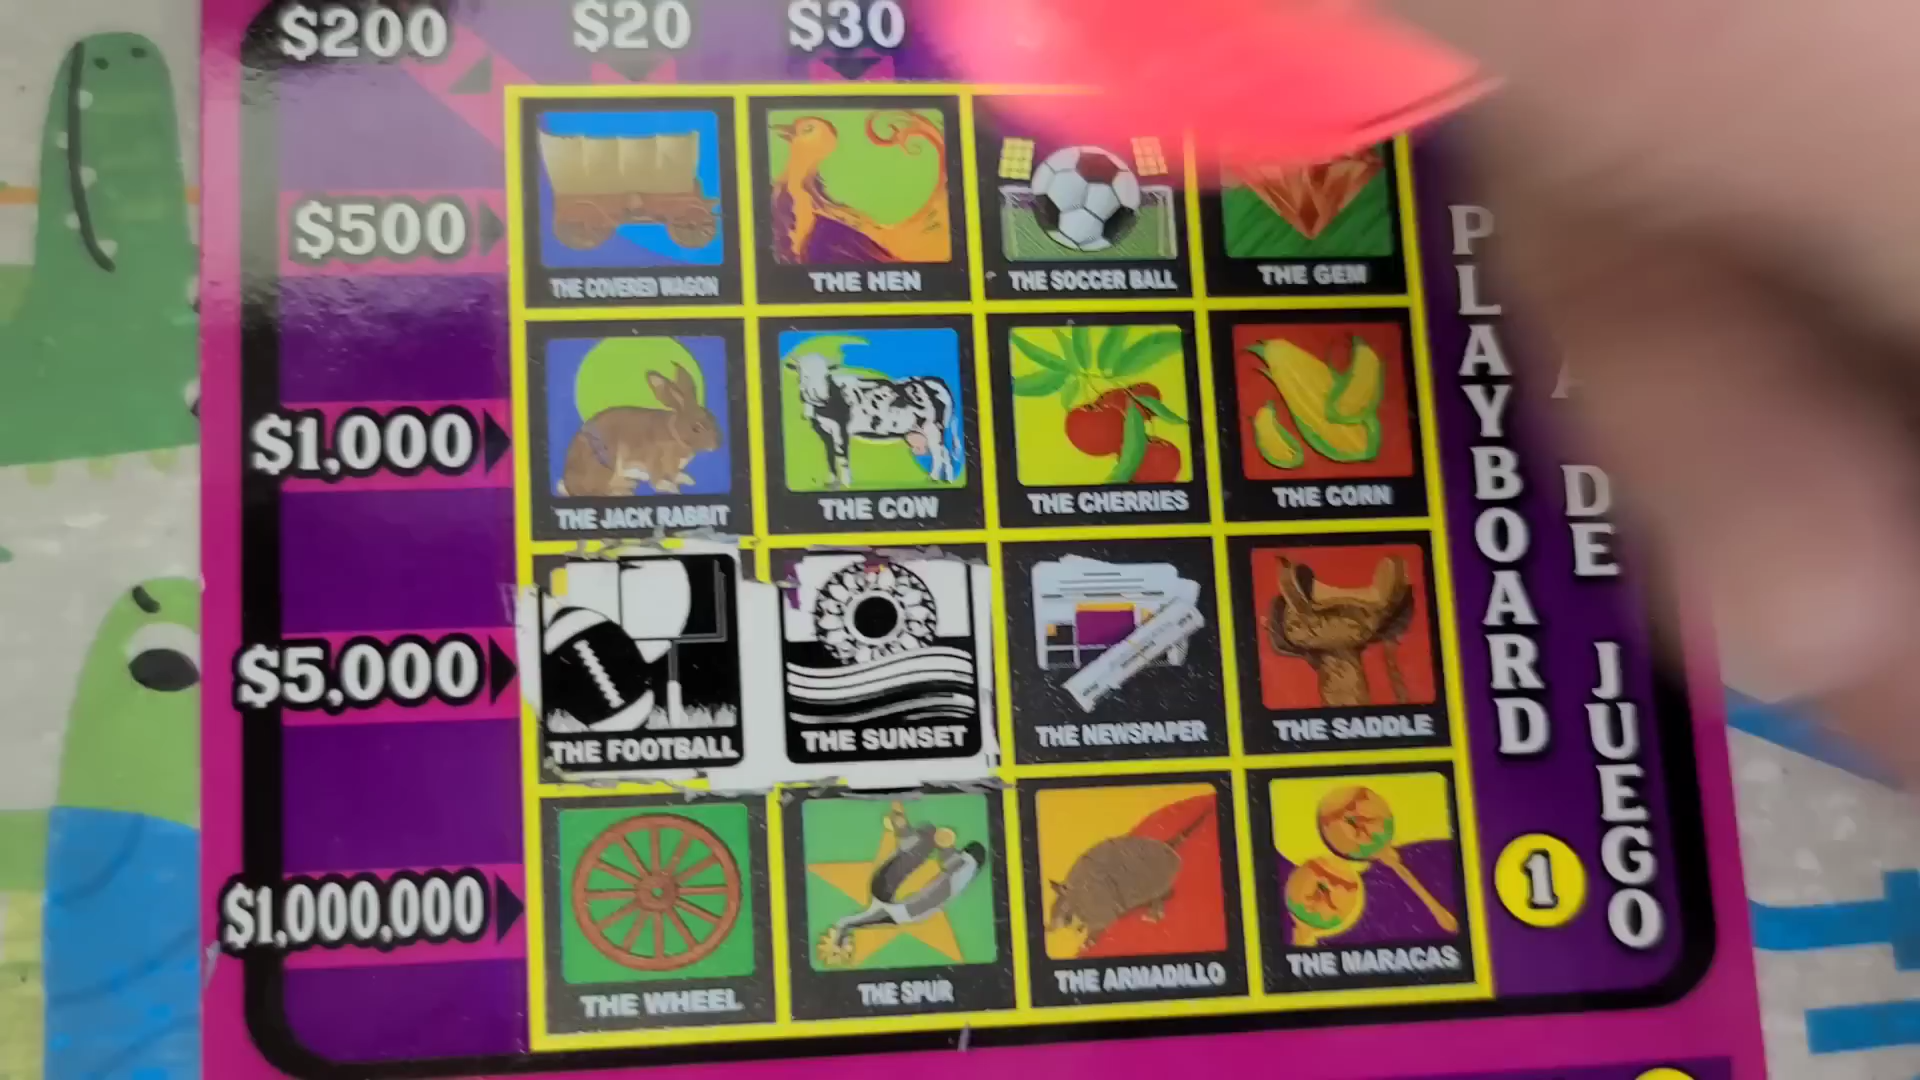 $200 $20 $30
$500
THE COVERED WAGON THE HEN THE SOCCER BALL THE GEM
$1,000
THE JACK RABBIT THE COW THE CHERRIES THE CORN
$5,000
THE FOOTBALL THE SUNSET THE NEWSPAPER THE SADDLE
$1,000,000
THE WHEEL THE SPUR THE ARMADILLO THE MARACAS
PLAYBOARD
DE JUEGO
1